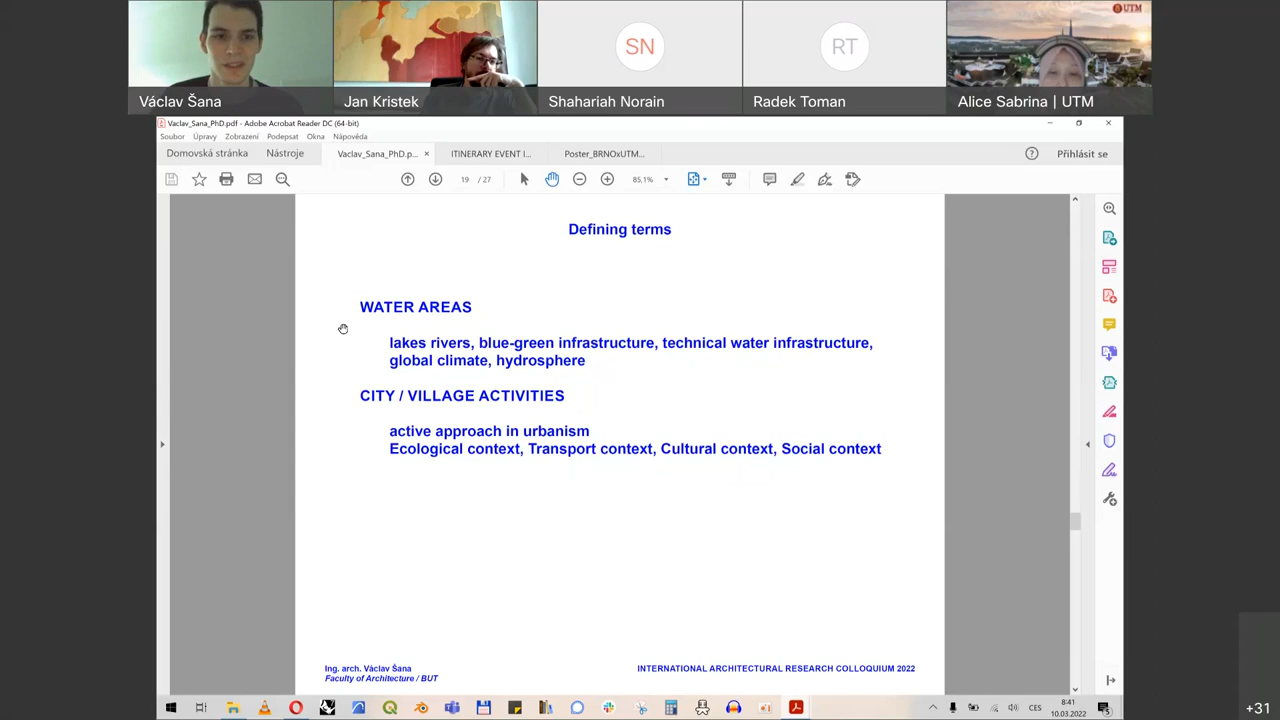 SN
RT
UTM
Václav Šana
Jan Kristek
Shahariah Norain
Radek Toman
Alice Sabrina | UTM
Vaclav_Sana_PhD.pdf - Adobe Acrobat Reader DC (64-bit)
Soubor Úpravy Zobrazení Podepsat Okna Nápověda
Domovská stránka Nástroje Vaclav_Sana_PhD.p... × ITINERARY EVENT I... Poster_BRNOxUTM... Přihlásit se
19 / 27 85,1%
Defining terms
WATER AREAS
lakes rivers, blue-green infrastructure, technical water infrastructure,
global climate, hydrosphere
CITY / VILLAGE ACTIVITIES
active approach in urbanism
Ecological context, Transport context, Cultural context, Social context
Ing. arch. Václav Šana
Faculty of Architecture / BUT
INTERNATIONAL ARCHITECTURAL RESEARCH COLLOQUIUM 2022
CES
8:41
10.03.2022
5
+31